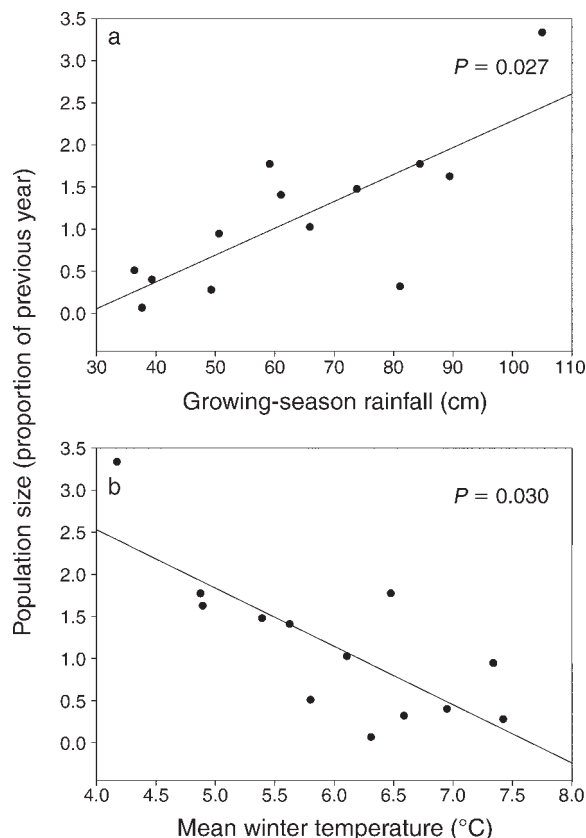 Population size (proportion of previous year)
a
P = 0.027
3.5
3.0
2.5
2.0
1.5
1.0
0.5
0.0
30 40 50 60 70 80 90 100 110
Growing-season rainfall (cm)
b
P = 0.030
3.5
3.0
2.5
2.0
1.5
1.0
0.5
0.0
4.0 4.5 5.0 5.5 6.0 6.5 7.0 7.5 8.0
Mean winter temperature (°C)